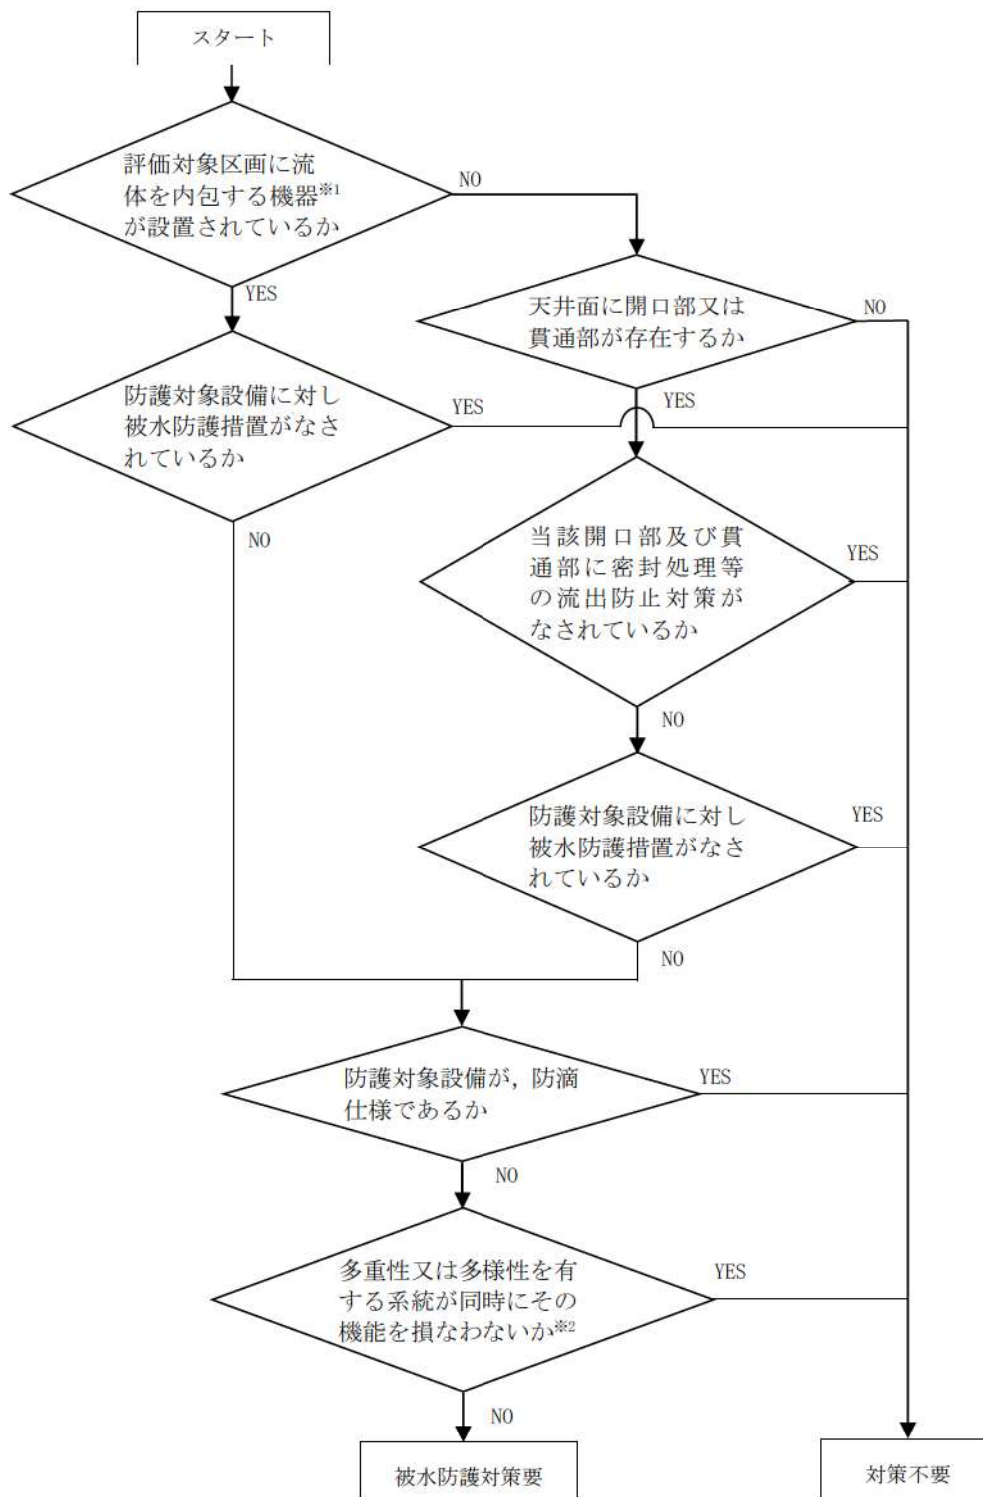 スタート
評価対象区画に流
体を内包する機器※1
が設置されているか
NO
YES
天井面に開口部又は
貫通部が存在するか
NO
YES
防護対象設備に対し
被水防護措置がなさ
れているか
YES
NO
当該開口部及び貫
通部に密封処理等
の流出防止対策が
なされているか
YES
NO
防護対象設備に対し
被水防護措置がなさ
れているか
YES
NO
防護対象設備が，防滴
仕様であるか
YES
NO
多重性又は多様性を有
する系統が同時にその
機能を損なわないか※2
YES
NO
被水防護対策要
対策不要